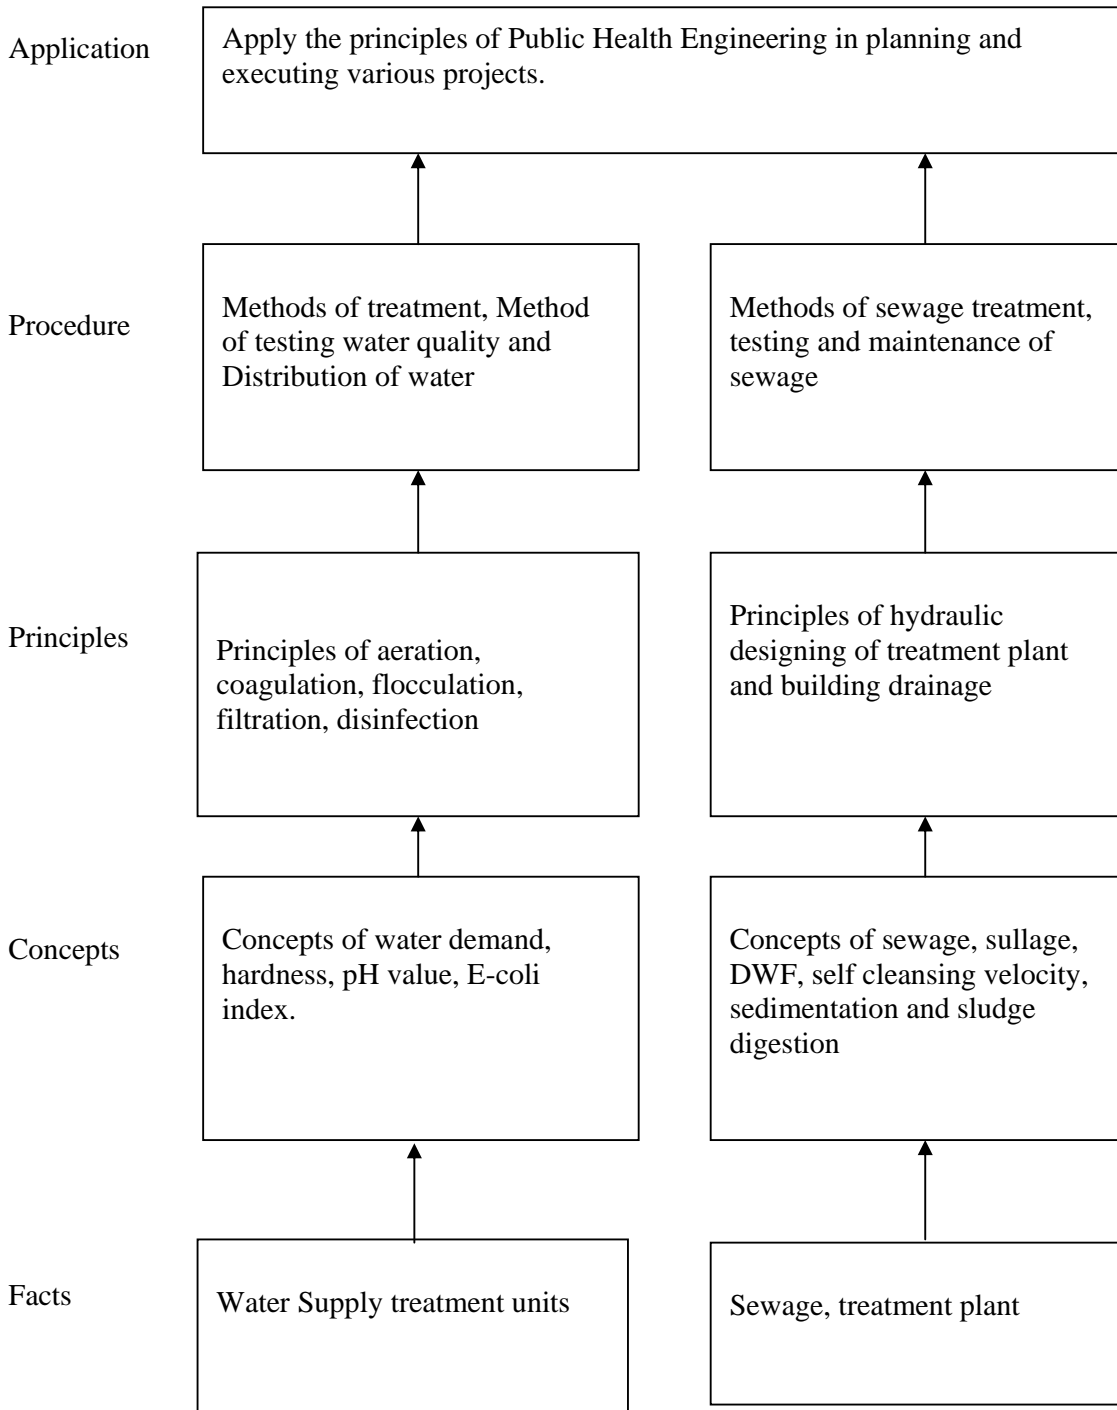 Application
Apply the principles of Public Health Engineering in planning and
executing various projects.
Procedure
Methods of treatment, Method
of testing water quality and
Distribution of water
Methods of sewage treatment,
testing and maintenance of
sewage
Principles
Principles of aeration,
coagulation, flocculation,
filtration, disinfection
Principles of hydraulic
designing of treatment plant
and building drainage
Concepts
Concepts of water demand,
hardness, pH value, E-coli
index.
Concepts of sewage, sullage,
DWF, self cleansing velocity,
sedimentation and sludge
digestion
Facts
Water Supply treatment units
Sewage, treatment plant